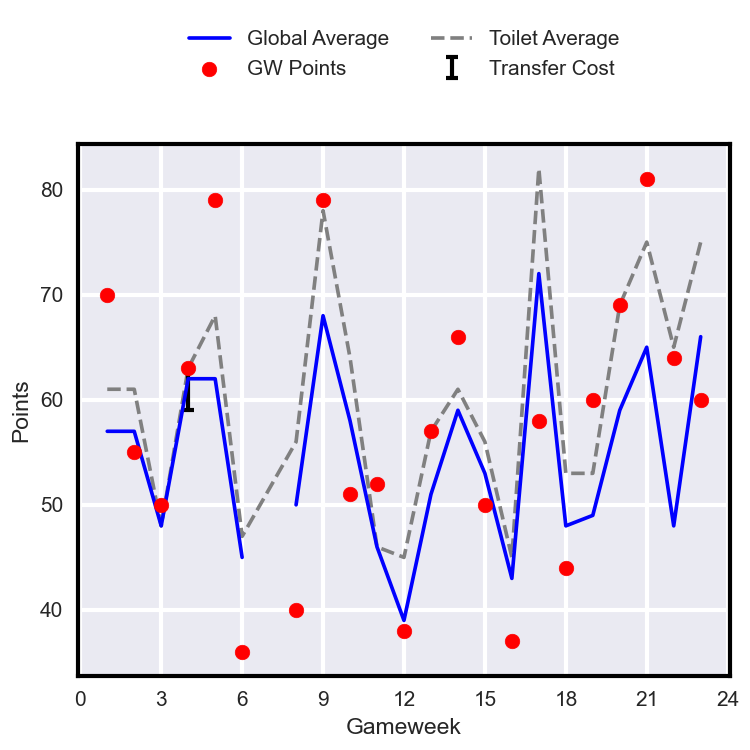 Global Average Toilet Average
GW Points Transfer Cost
80
70
60
50
40
Points
0 3 6 9 12 15 18 21 24
Gameweek